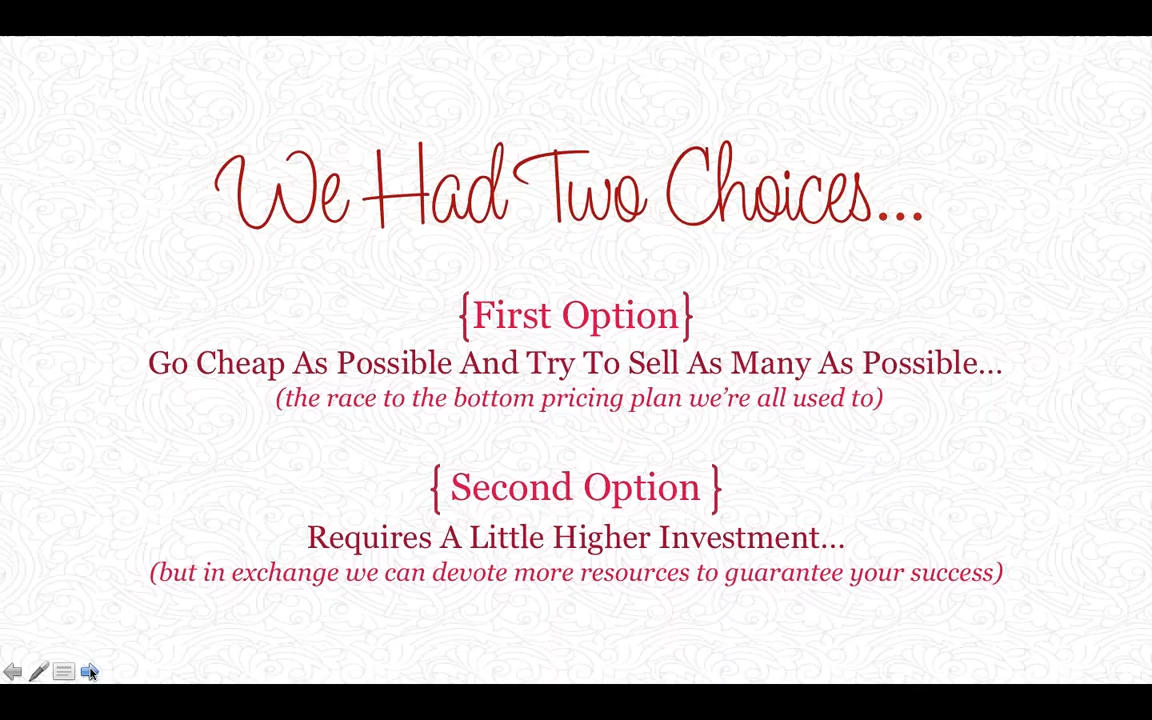 We Had Two Choices...
{First Option}
Go Cheap As Possible And Try To Sell As Many As Possible...
(the race to the bottom pricing plan we’re all used to)
{ Second Option }
Requires A Little Higher Investment...
(but in exchange we can devote more resources to guarantee your success)